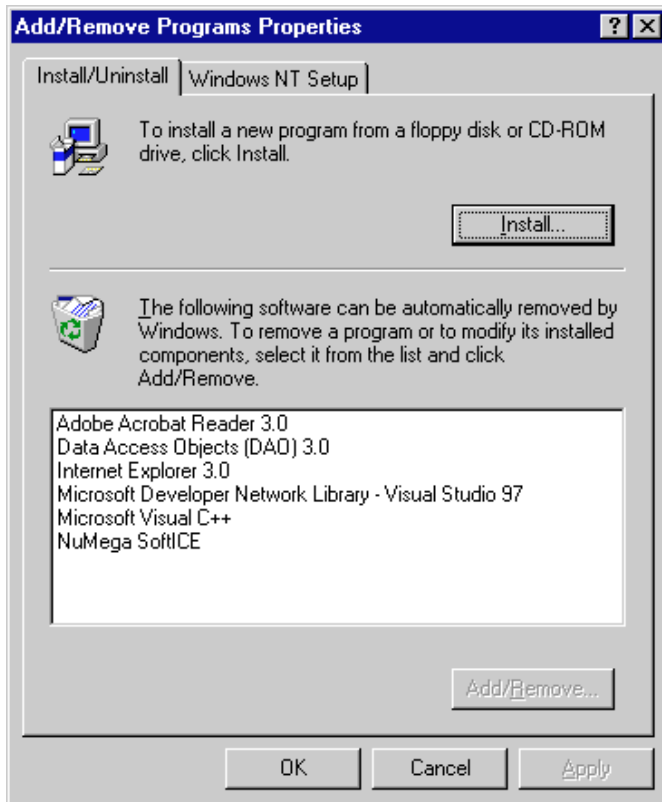 Add/Remove Programs Properties
Install/Uninstall
Windows NT Setup
To install a new program from a floppy disk or CD-ROM
drive, click Install.
Install...
The following software can be automatically removed by
Windows. To remove a program or to modify its installed
components, select it from the list and click
Add/Remove.
Adobe Acrobat Reader 3.0
Data Access Objects (DAO) 3.0
Internet Explorer 3.0
Microsoft Developer Network Library - Visual Studio 97
Microsoft Visual C++
NuMega SoftICE
Add/Remove...
OK
Cancel
Apply